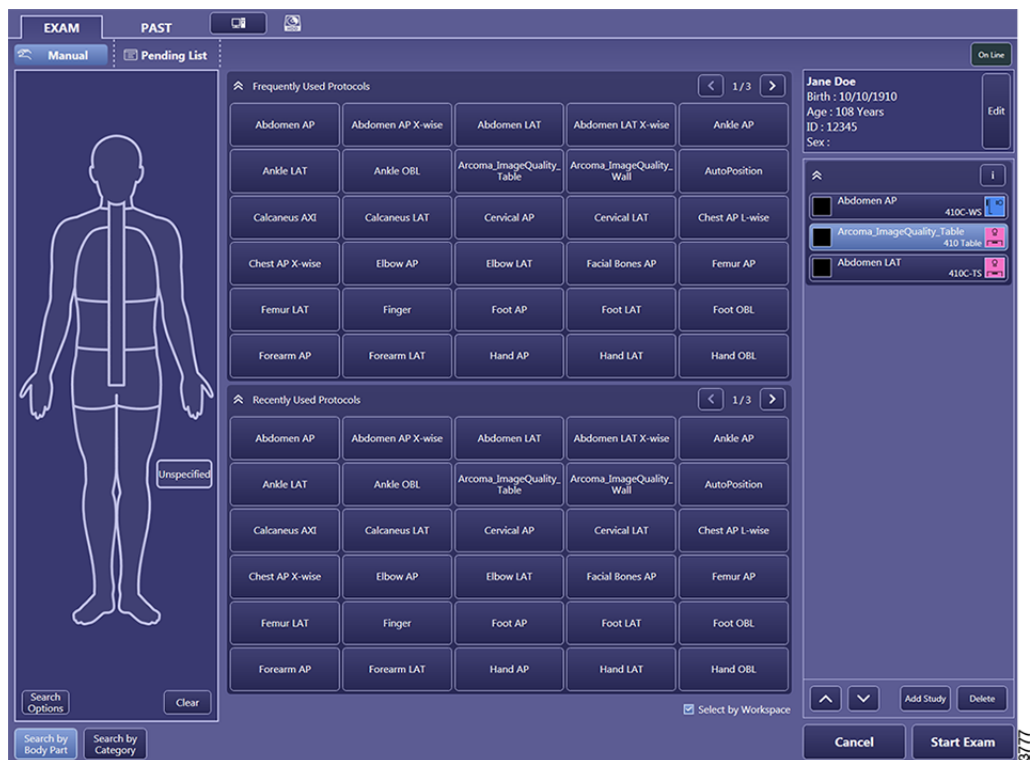 EXAM
PAST
Manual
Pending List
On Line
Frequently Used Protocols
1/3
Abdomen AP
Abdomen AP X-wise
Abdomen LAT
Abdomen LAT X-wise
Ankle AP
Ankle LAT
Ankle OBL
Arcoma_ImageQuality_
Table
Arcoma_ImageQuality_
Wall
AutoPosition
Calcaneus AXI
Calcaneus LAT
Cervical AP
Cervical LAT
Chest AP L-wise
Chest AP X-wise
Elbow AP
Elbow LAT
Facial Bones AP
Femur AP
Femur LAT
Finger
Foot AP
Foot LAT
Foot OBL
Forearm AP
Forearm LAT
Hand AP
Hand LAT
Hand OBL
Recently Used Protocols
1/3
Abdomen AP
Abdomen AP X-wise
Abdomen LAT
Abdomen LAT X-wise
Ankle AP
Ankle LAT
Ankle OBL
Arcoma_ImageQuality_
Table
Arcoma_ImageQuality_
Wall
AutoPosition
Calcaneus AXI
Calcaneus LAT
Cervical AP
Cervical LAT
Chest AP L-wise
Chest AP X-wise
Elbow AP
Elbow LAT
Facial Bones AP
Femur AP
Femur LAT
Finger
Foot AP
Foot LAT
Foot OBL
Forearm AP
Forearm LAT
Hand AP
Hand LAT
Hand OBL
Select by Workspace
Unspecified
Search
Options
Clear
Search by
Body Part
Search by
Category
Jane Doe
Birth : 10/10/1910
Age : 108 Years
ID : 12345
Sex :
Edit
i
Abdomen AP
410C-WS
Arcoma_ImageQuality_Table
410 Table
Abdomen LAT
410C-TS
Add Study
Delete
Cancel
Start Exam
3777